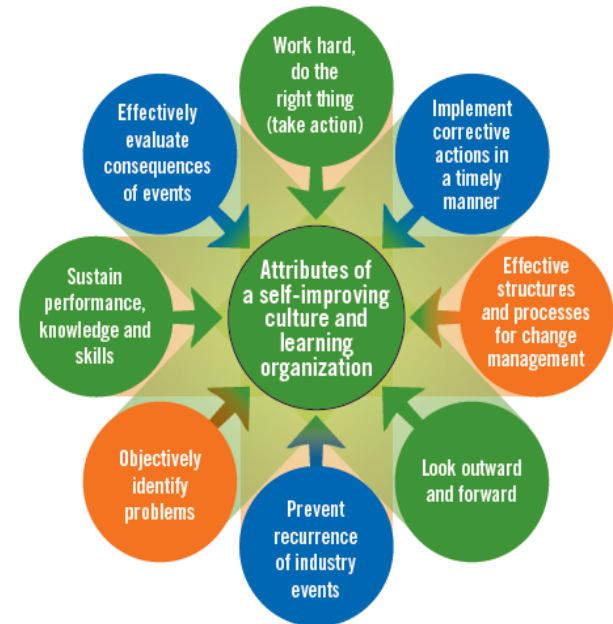 Work hard,
do the
right thing
(take action)
Implement
corrective
actions in
a timely
manner
Effective
structures
and processes
for change
management
Look outward
and forward
Prevent
recurrence
of industry
events
Objectively
identify
problems
Sustain
performance,
knowledge and
skills
Effectively
evaluate
consequences
of events
Attributes of
a self-improving
culture and
learning
organization